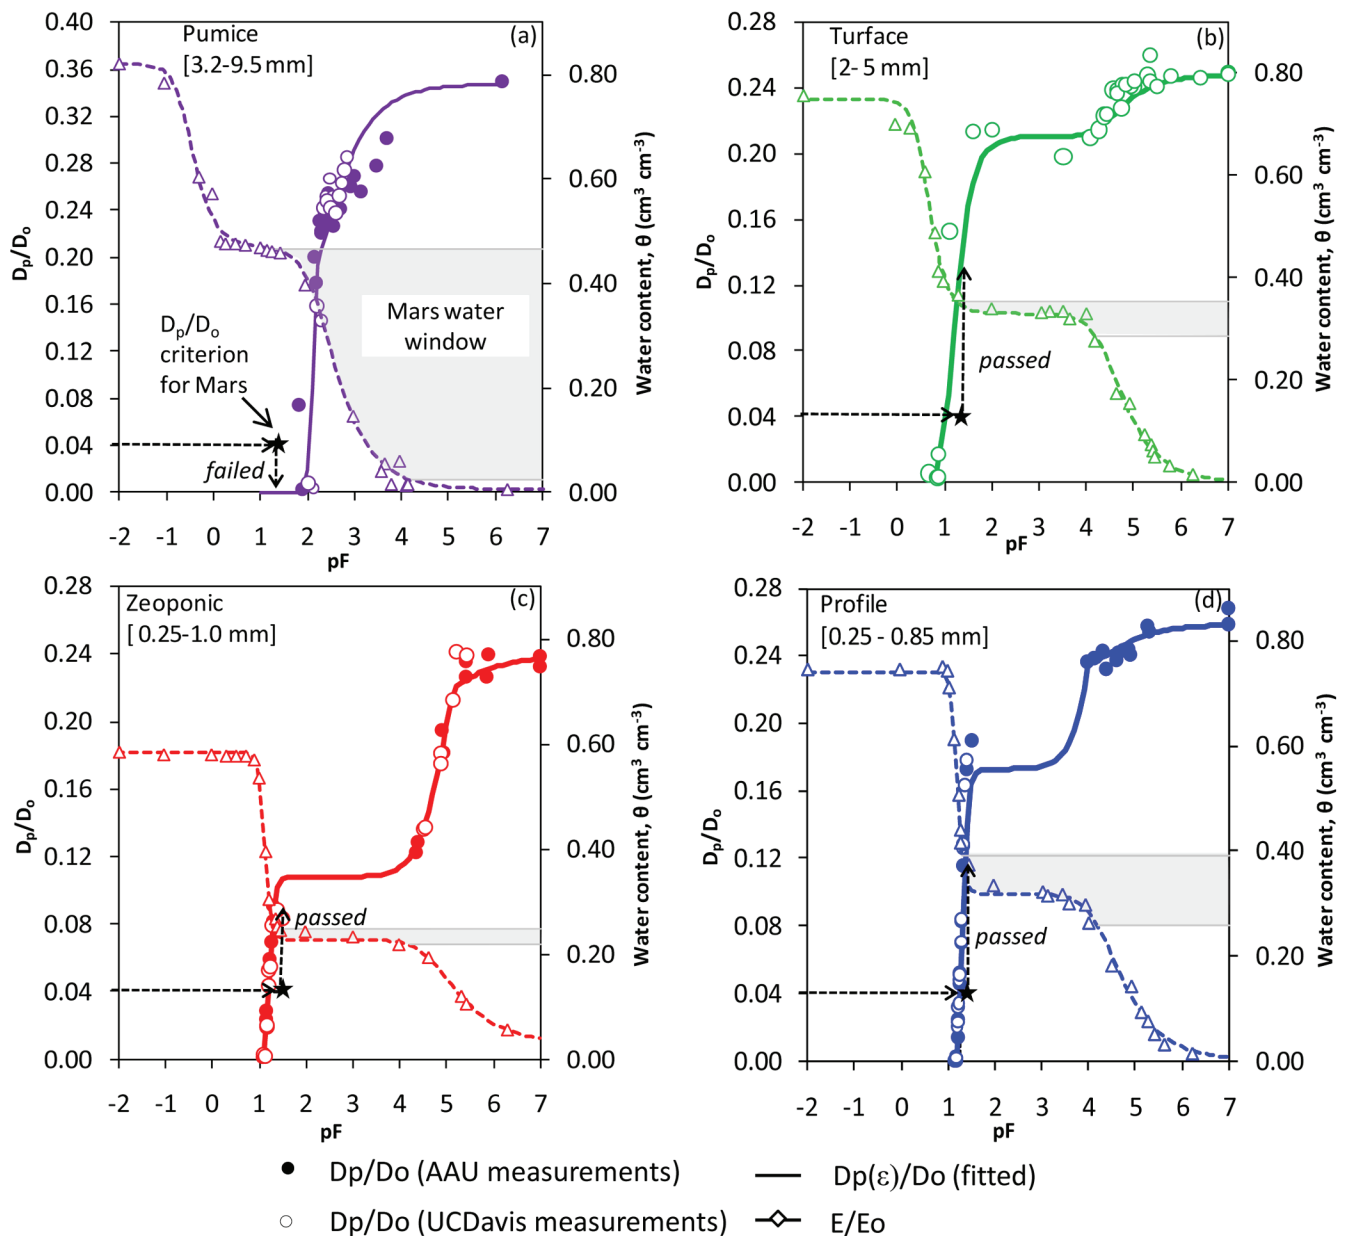 Pumice
[3.2-9.5 mm]
(a)
0.40
0.36
0.32
0.28
0.24
0.20
0.16
0.12
0.08
0.04
0.00
Dp/Do
0.80
0.60
0.40
0.20
0.00
Water content, θ (cm³ cm⁻³)
Mars water
window
Dp/Do
criterion
for Mars
failed
-2 -1 0 1 2 3 4 5 6 7
pF
Turface
[2- 5 mm]
(b)
0.28
0.24
0.20
0.16
0.12
0.08
0.04
0.00
Dp/Do
0.80
0.60
0.40
0.20
0.00
Water content, θ (cm³ cm⁻³)
passed
-2 -1 0 1 2 3 4 5 6 7
pF
Zeoponic
[ 0.25-1.0 mm]
(c)
0.28
0.24
0.20
0.16
0.12
0.08
0.04
0.00
Dp/Do
0.80
0.60
0.40
0.20
0.00
Water content, θ (cm³ cm⁻³)
passed
-2 -1 0 1 2 3 4 5 6 7
pF
Profile
[0.25 - 0.85 mm]
(d)
0.28
0.24
0.20
0.16
0.12
0.08
0.04
0.00
Dp/Do
0.80
0.60
0.40
0.20
0.00
Water content, θ (cm³ cm⁻³)
passed
-2 -1 0 1 2 3 4 5 6 7
pF
Dp/Do (AAU measurements)
Dp(ε)/Do (fitted)
Dp/Do (UCDavis measurements)
E/Eo